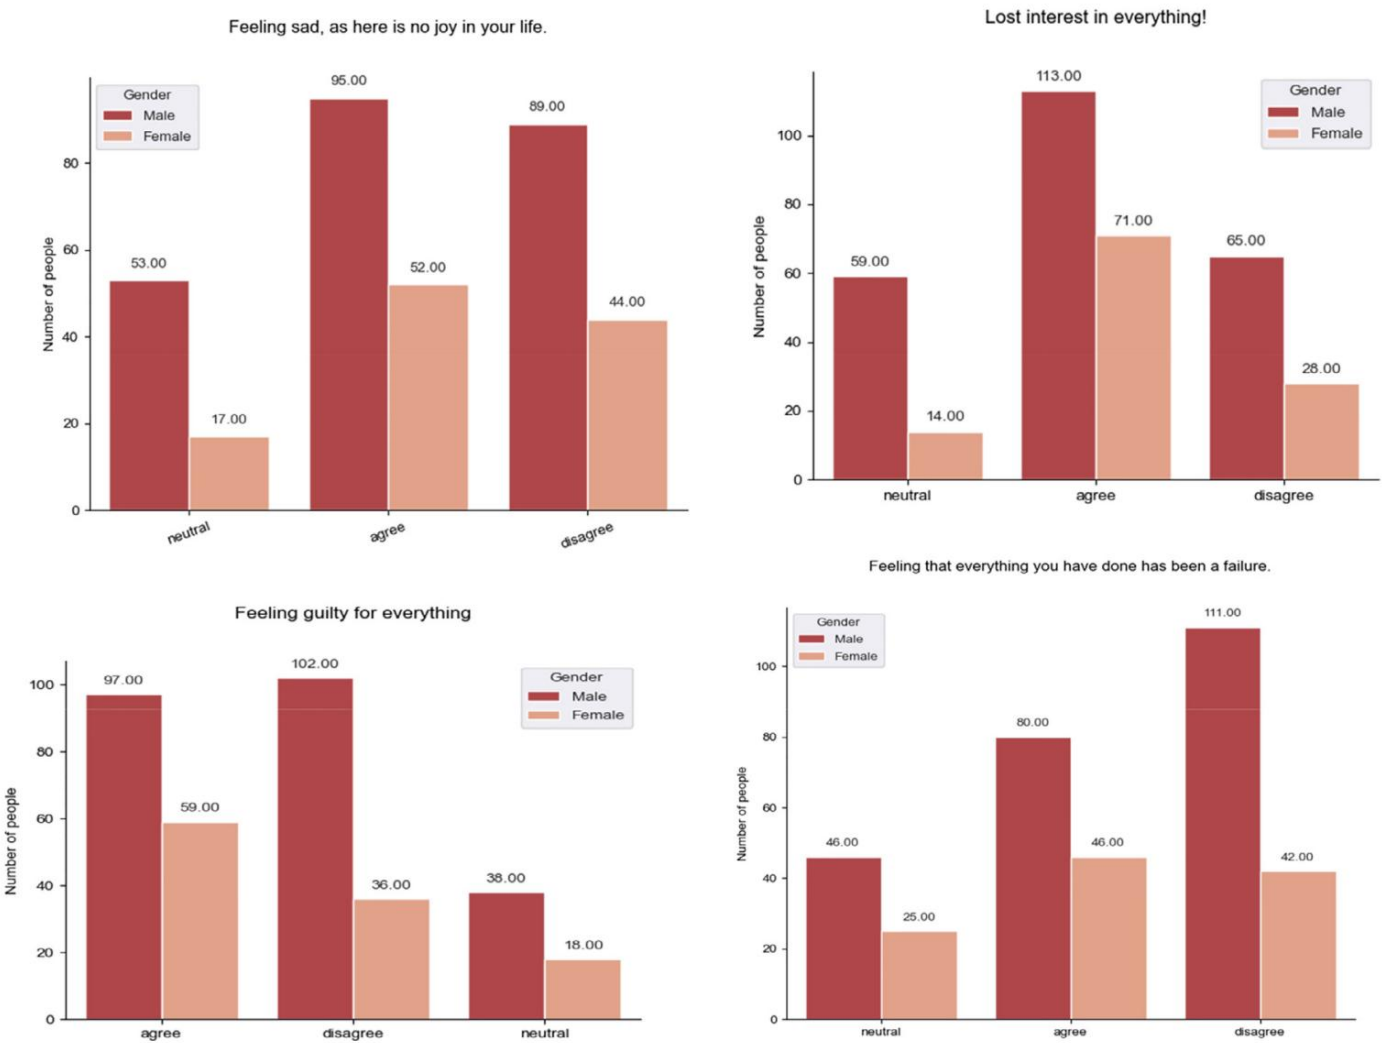 Feeling sad, as here is no joy in your life.
Gender
Male
Female
Number of people
80
60
40
20
0
53.00
17.00
95.00
52.00
89.00
44.00
neutral
agree
disagree
Lost interest in everything!
Gender
Male
Female
Number of people
100
80
60
40
20
0
59.00
14.00
113.00
71.00
65.00
28.00
neutral
agree
disagree
Feeling guilty for everything
Gender
Male
Female
Number of people
100
80
60
40
20
0
97.00
59.00
102.00
36.00
38.00
18.00
agree
disagree
neutral
Feeling that everything you have done has been a failure.
Gender
Male
Female
Number of people
100
80
60
40
20
0
46.00
25.00
80.00
46.00
111.00
42.00
neutral
agree
disagree